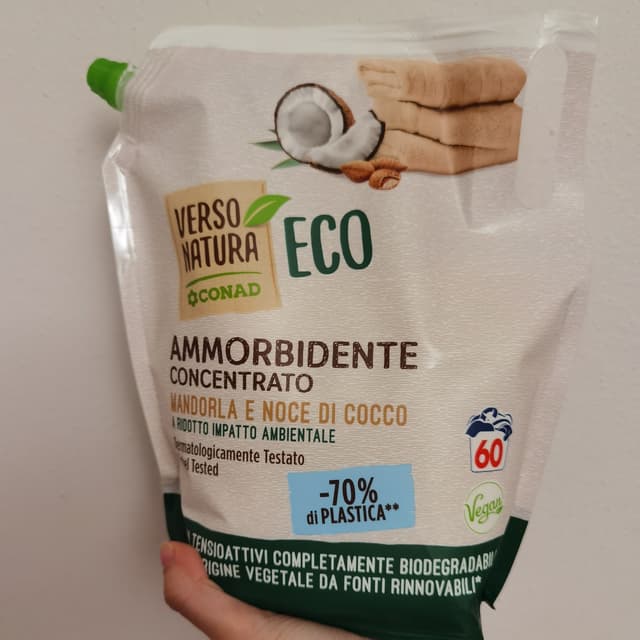 VERSO
NATURA
CONAD
ECO
AMMORBIDENTE
CONCENTRATO
MANDORLA E NOCE DI COCCO
A RIDOTTO IMPATTO AMBIENTALE
Dermatologicamente Testato
Tested
60
-70%
di PLASTICA**
Vegan
TENSIOATTIVI COMPLETAMENTE BIODEGRADABILI
ORIGINE VEGETALE DA FONTI RINNOVABILI*